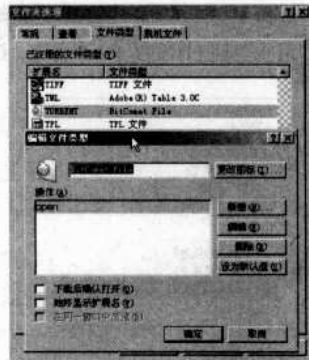 文件夹选项
常规 查看 文件类型 脱机文件
已注册的文件类型(T)
扩展名 文件类型
TIFF TIFF 文件
TML Adobe(R) Table 3.0C
TORRENT BitComet File
TPL TPL 文件
编辑文件类型
更改图标(I)...
操作(A)
open
新建(N)...
编辑(E)...
删除(R)
设为默认值(S)
下载后确认打开(O)
始终显示扩展名(W)
在同一窗口中浏览(B)
确定 取消